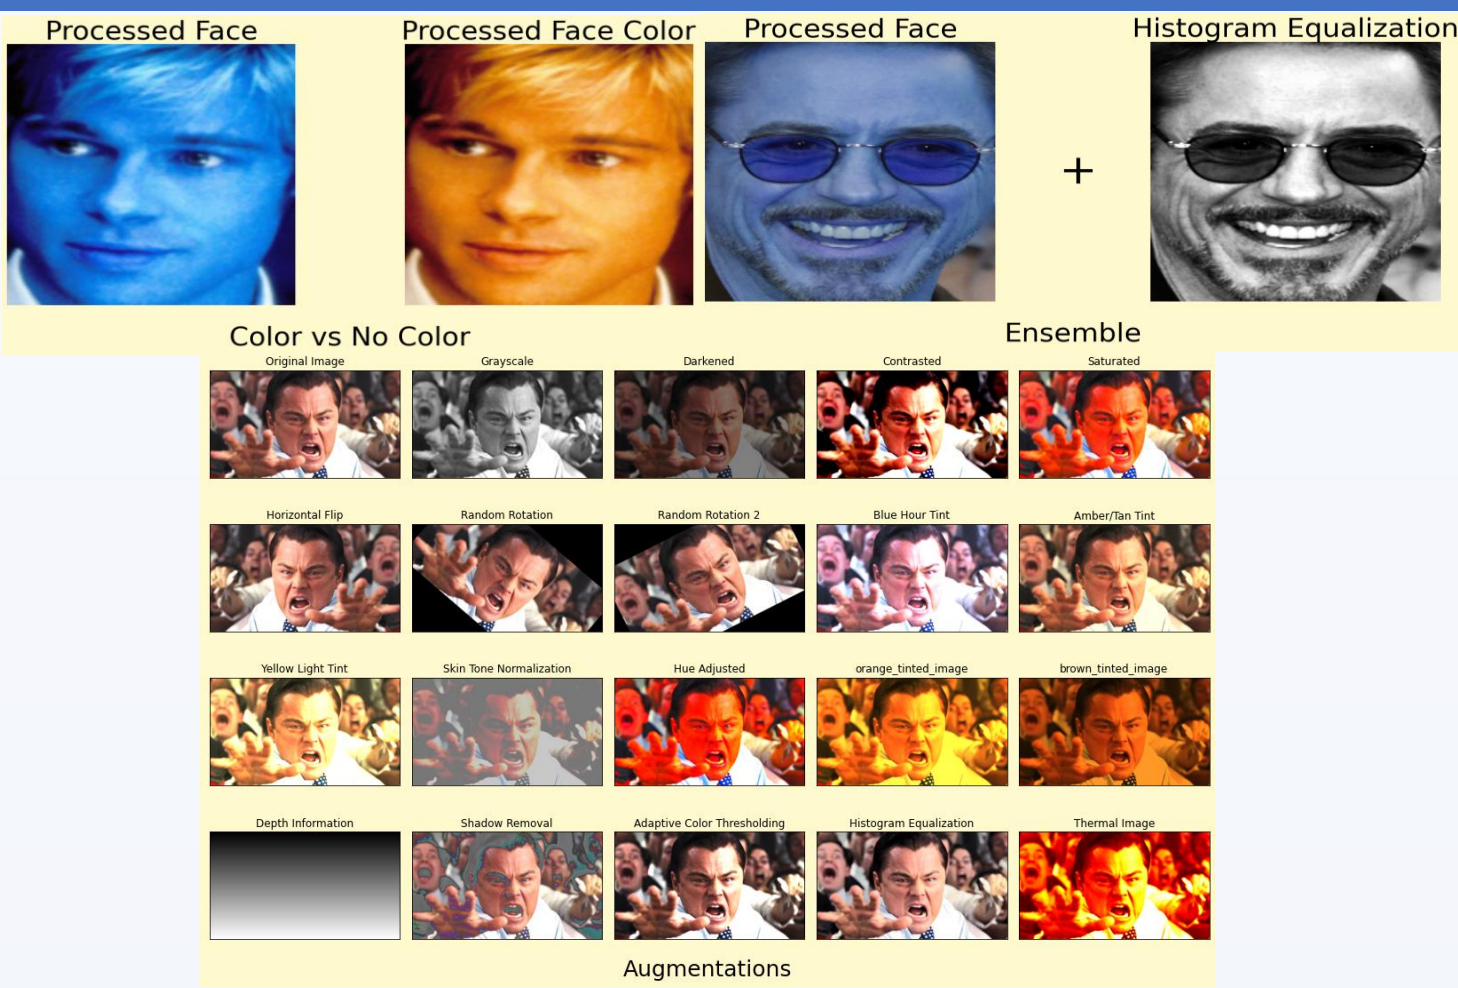 Processed Face
Processed Face Color
Processed Face
Histogram Equalization
+
Color vs No Color
Ensemble
Original Image
Grayscale
Darkened
Contrasted
Saturated
Horizontal Flip
Random Rotation
Random Rotation 2
Blue Hour Tint
Amber/Tan Tint
Yellow Light Tint
Skin Tone Normalization
Hue Adjusted
orange_tinted_image
brown_tinted_image
Depth Information
Shadow Removal
Adaptive Color Thresholding
Histogram Equalization
Thermal Image
Augmentations